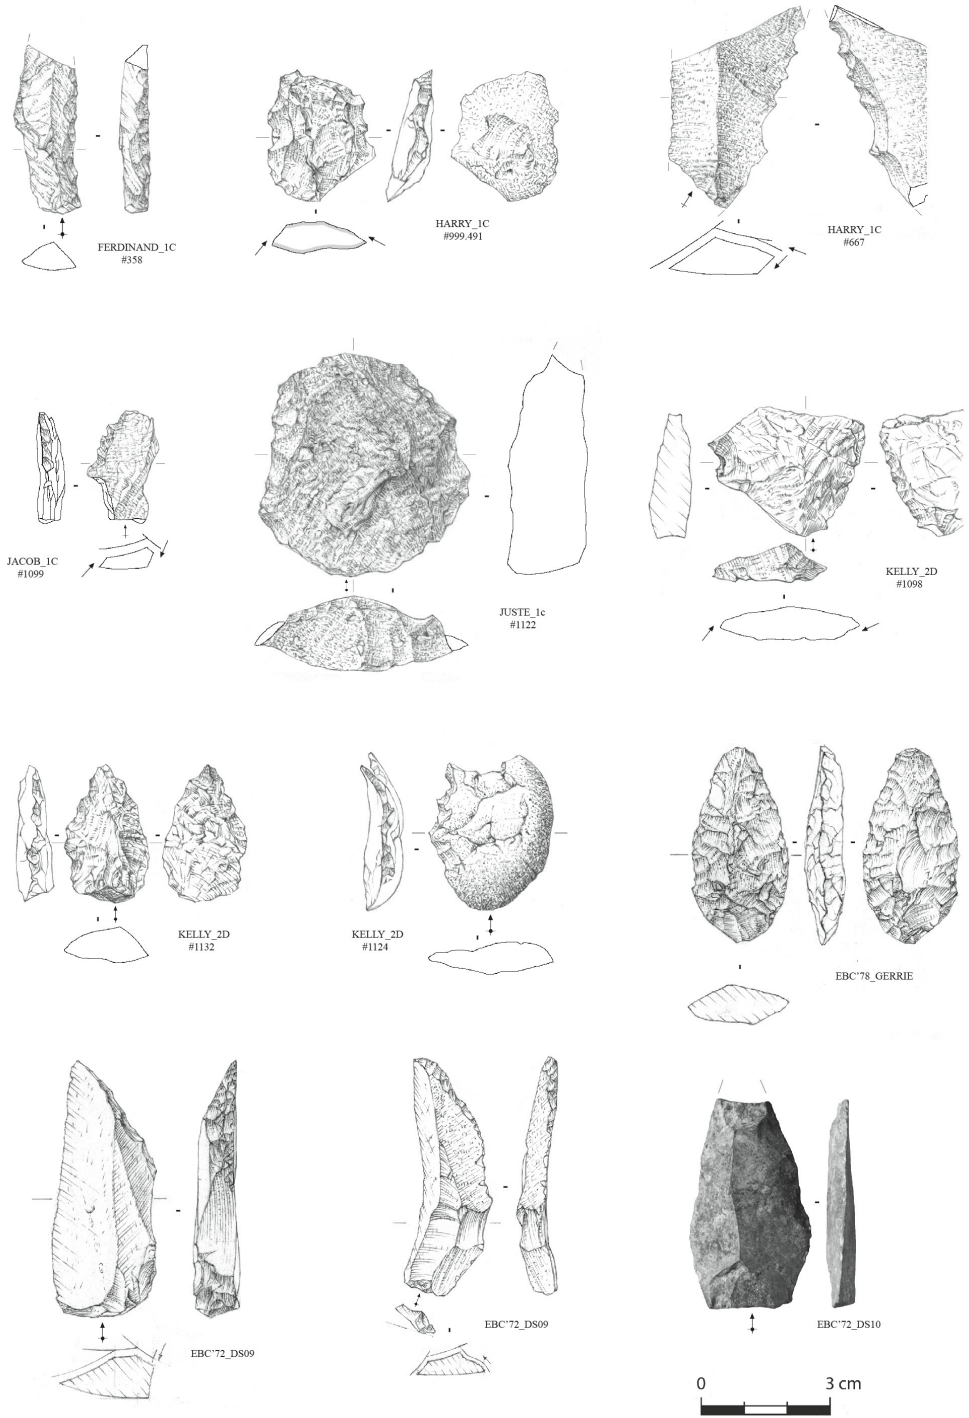 FERDINAND_1C
#358
HARRY_1C
#999.491
HARRY_1C
#667
JACOB_1C
#1099
JUSTE_1c
#1122
KELLY_2D
#1098
KELLY_2D
#1132
KELLY_2D
#1124
EBC'78_GERRIE
EBC'72_DS09
EBC'72_DS09
EBC'72_DS10
0 3 cm